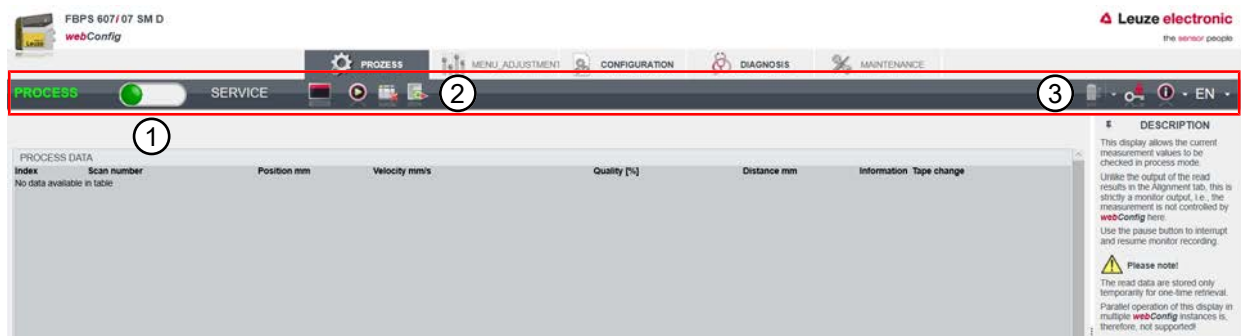 FBPS 607/ 07 SM D
webConfig
Leuze
Leuze electronic
the sensor people
PROZESS
MENU_ADJUSTMENT
CONFIGURATION
DIAGNOSIS
MAINTENANCE
PROCESS
SERVICE
2
3
EN
1
PROCESS DATA
Index Scan number Position mm Velocity mm/s Quality [%] Distance mm Information Tape change
No data available in table
DESCRIPTION
This display allows the current
measurement values to be
checked in process mode.
Unlike the output of the read
results in the Alignment tab, this is
strictly a monitor output, i.e., the
measurement is not controlled by
webConfig here.
Use the pause button to interrupt
and resume monitor recording.
Please note!
The read data are stored only
temporarily for one-time retrieval.
Parallel operation of this display in
multiple webConfig instances is,
therefore, not supported!